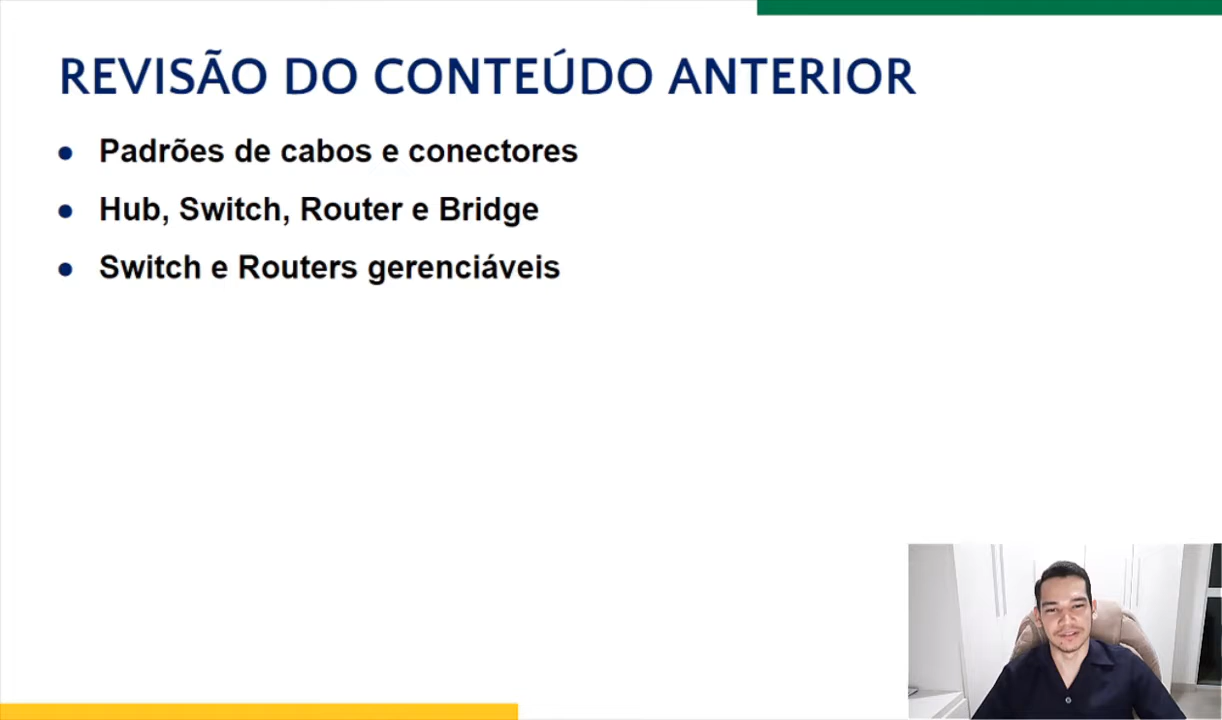 REVISÃO DO CONTEÚDO ANTERIOR
Padrões de cabos e conectores
Hub, Switch, Router e Bridge
Switch e Routers gerenciáveis